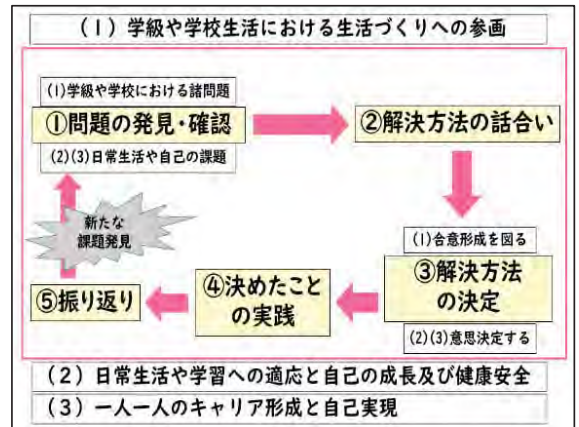 (1)学級や学校生活における生活づくりへの参画
(1)学級や学校における諸問題
①問題の発見・確認
(2)(3)日常生活や自己の課題
②解決方法の話合い
新たな
課題発見
(1)合意形成を図る
③解決方法
の決定
(2)(3)意思決定する
④決めたこと
の実践
⑤振り返り
(2)日常生活や学習への適応と自己の成長及び健康安全
(3)一人一人のキャリア形成と自己実現